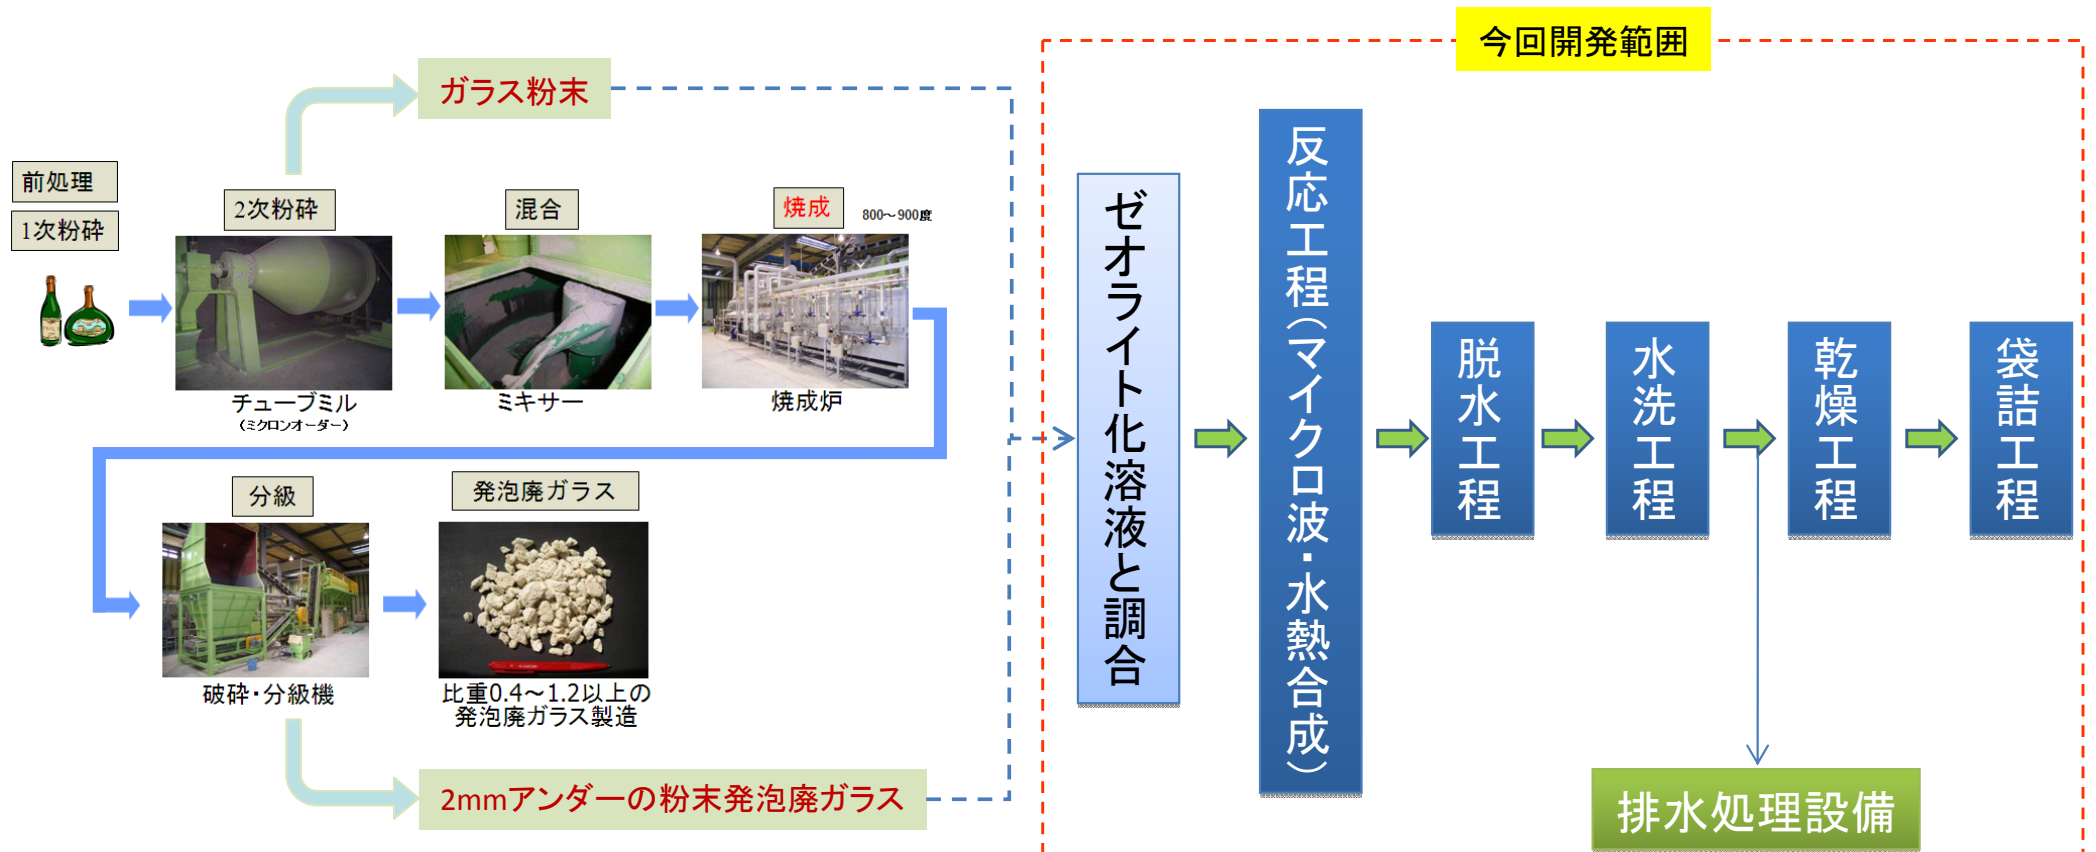 今回開発範囲
ガラス粉末
前処理
1次粉砕
2次粉砕
混合
焼成
800～900度
チューブミル
（ミクロンオーダー）
ミキサー
焼成炉
分級
発泡廃ガラス
破砕・分級機
比重0.4～1.2以上の
発泡廃ガラス製造
2mmアンダーの粉末発泡廃ガラス
ゼオライト化溶液と調合
反応工程（マイクロ波・水熱合成）
脱水工程
水洗工程
乾燥工程
袋詰工程
排水処理設備